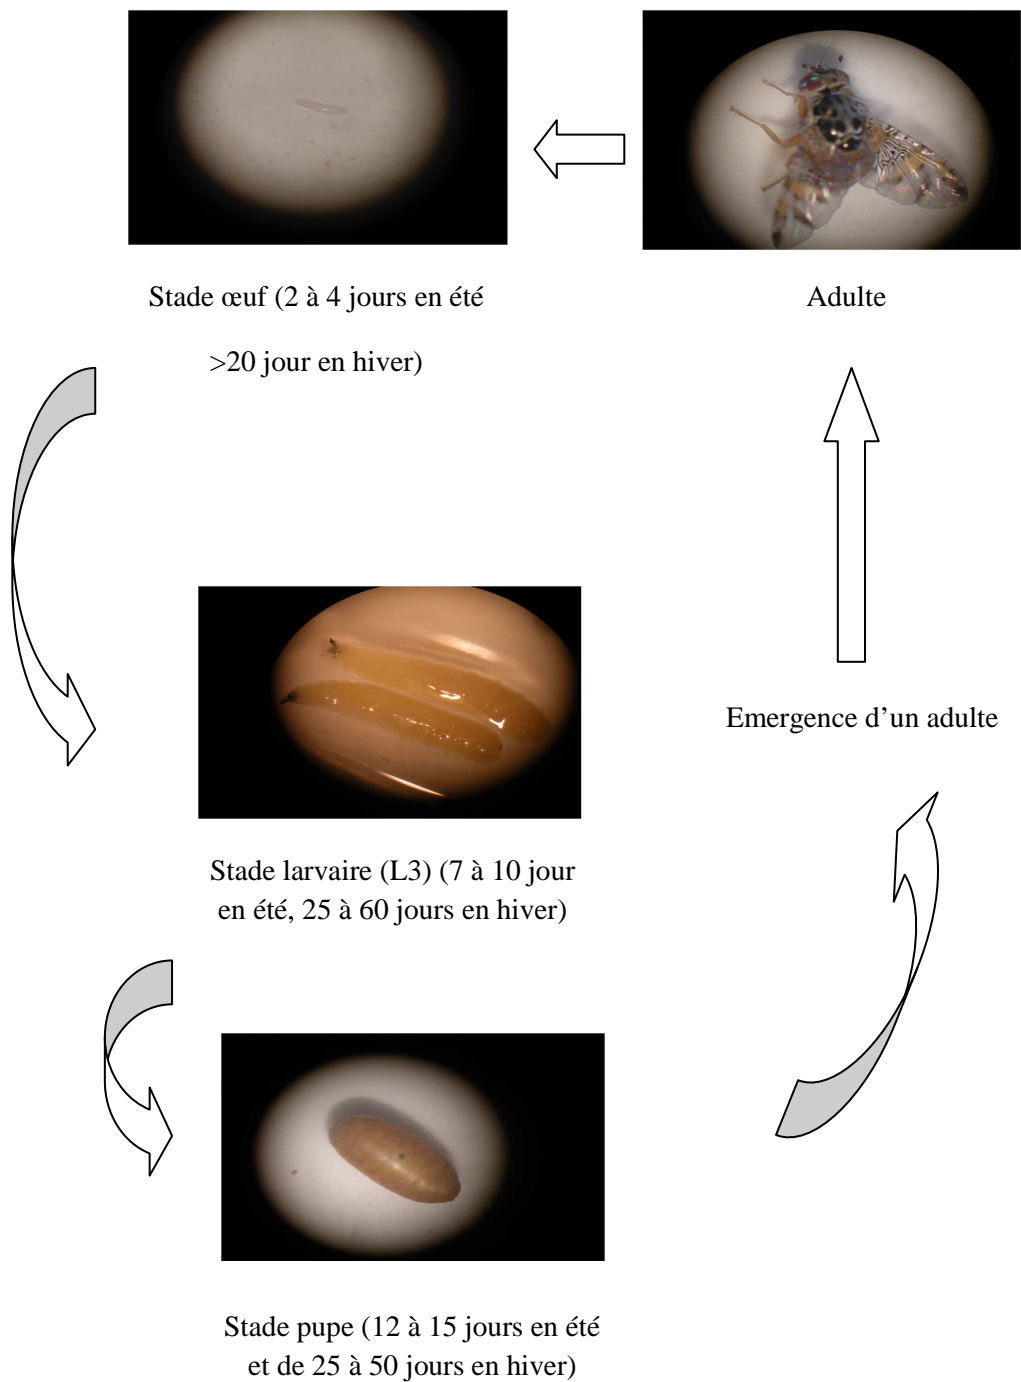 Stade œuf (2 à 4 jours en été
>20 jour en hiver)
Adulte
Emergence d’un adulte
Stade larvaire (L3) (7 à 10 jour
en été, 25 à 60 jours en hiver)
Stade pupe (12 à 15 jours en été
et de 25 à 50 jours en hiver)